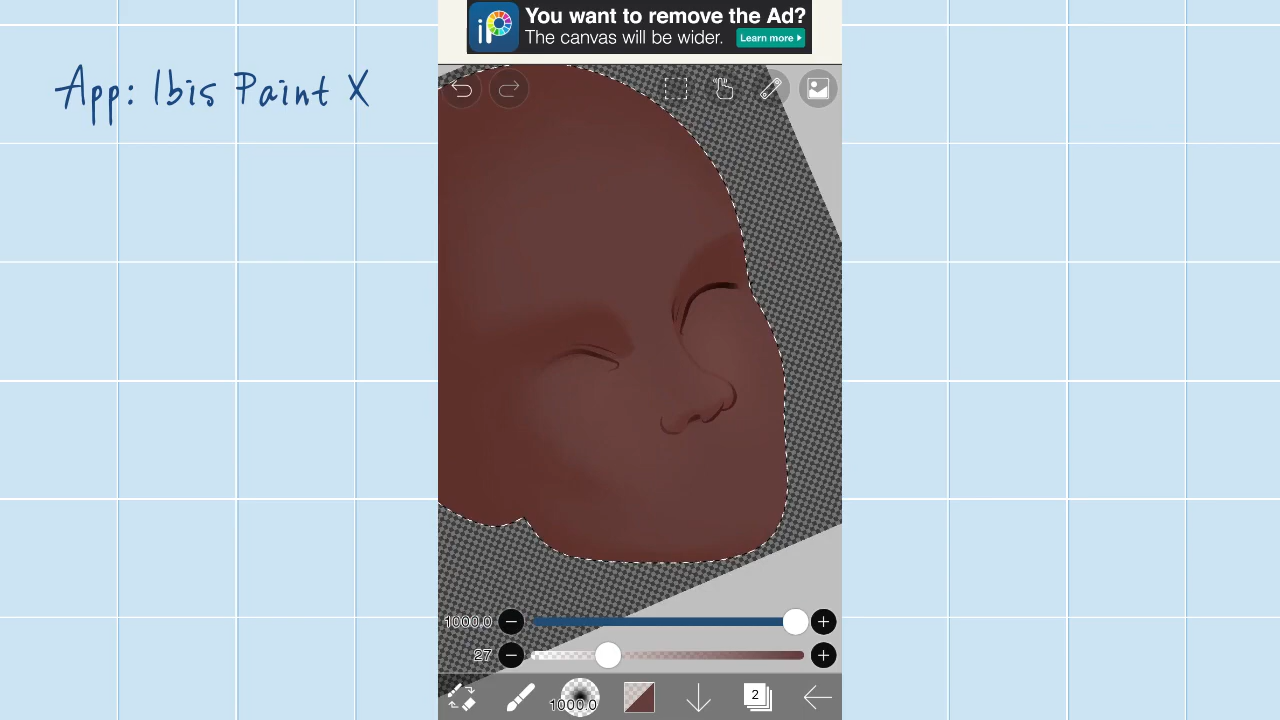 You want to remove the Ad?
The canvas will be wider.
Learn more
iP
App: Ibis Paint X
1000.0
27
1000.0
2